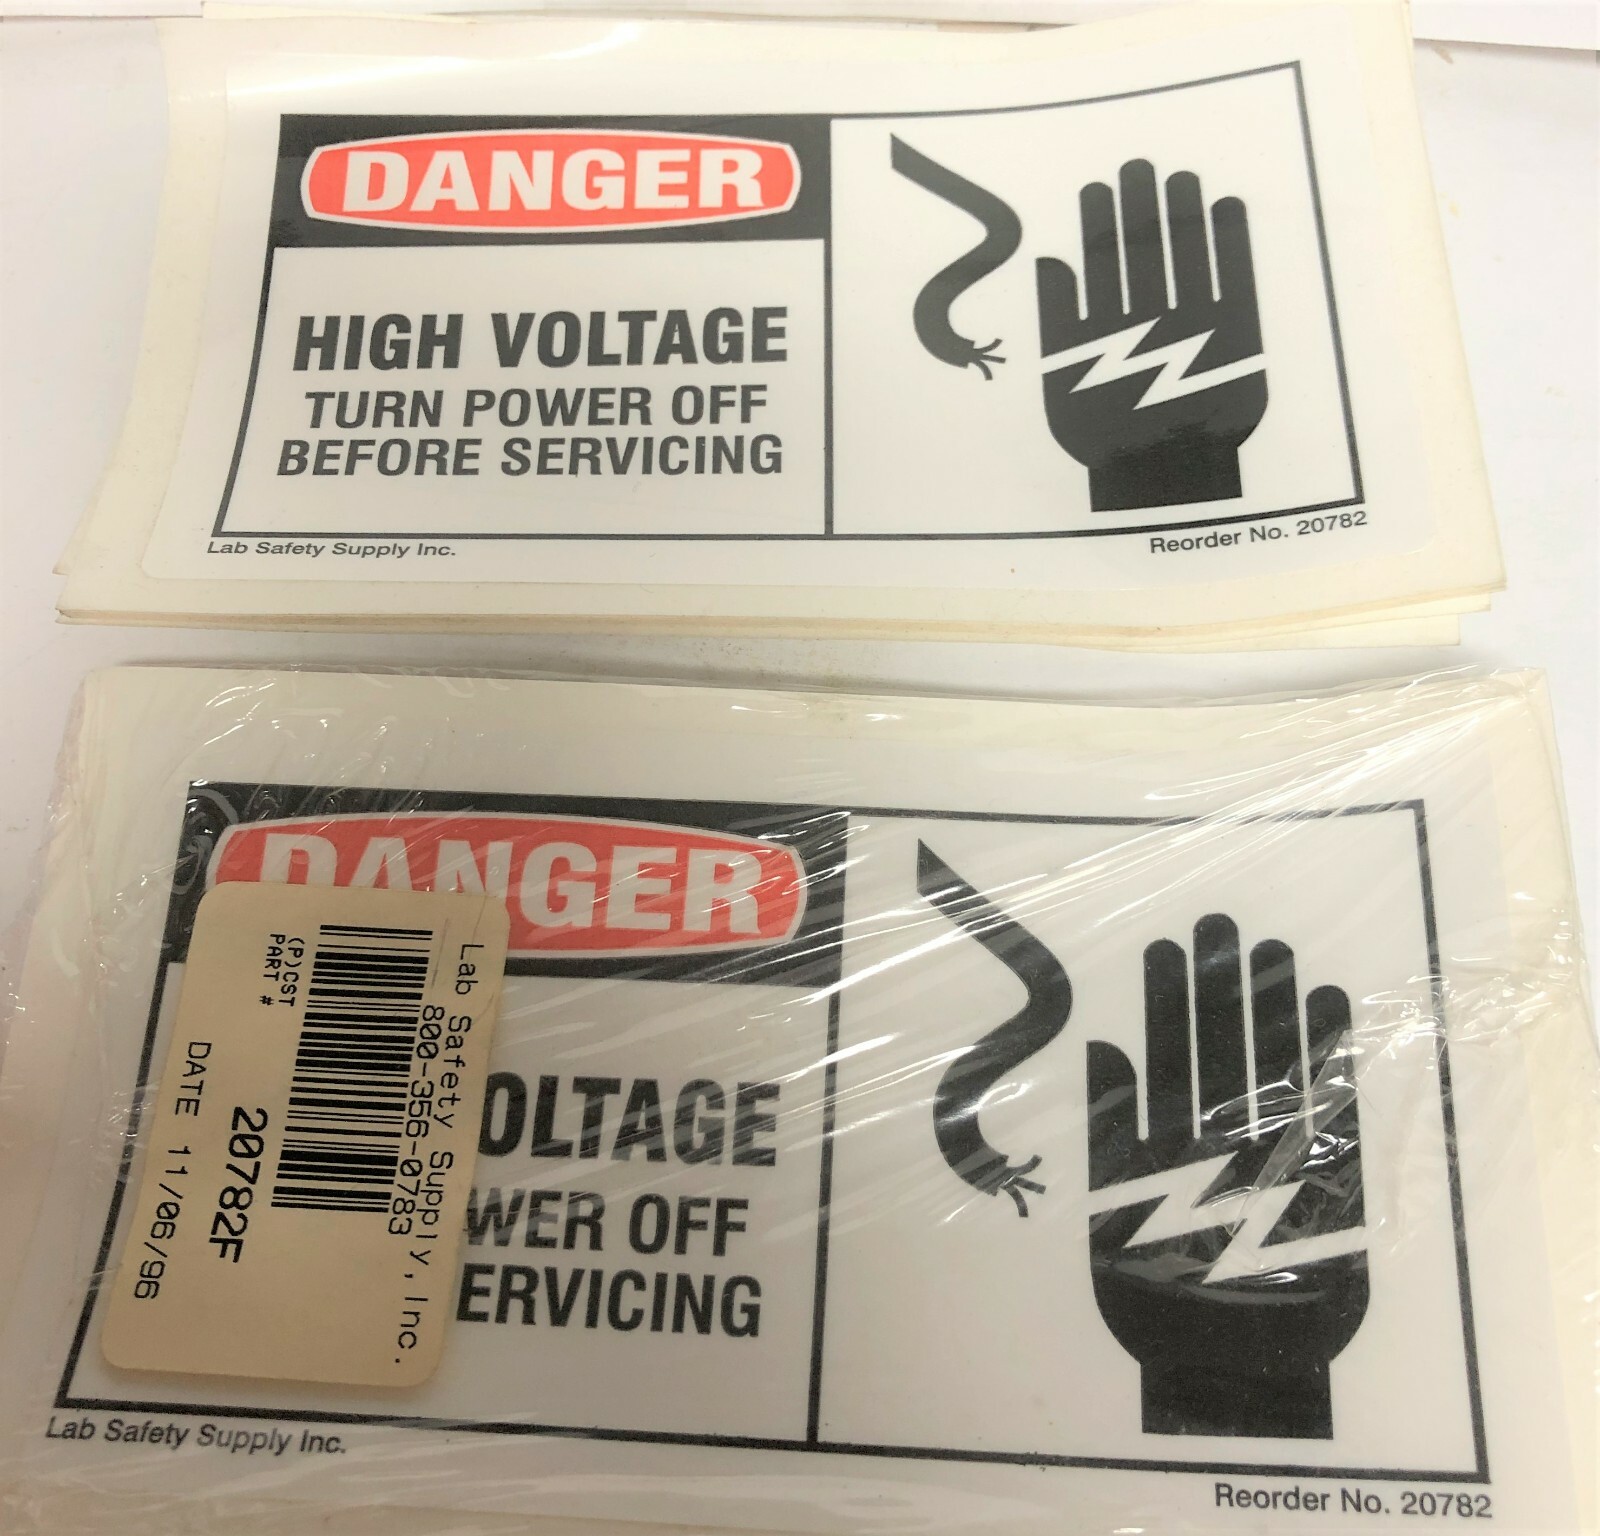 DANGER
HIGH VOLTAGE
TURN POWER OFF
BEFORE SERVICING
Lab Safety Supply Inc.
Reorder No. 20782
DANGER
OLTAGE
WER OFF
ERVICING
Lab Safety Supply, Inc.
800-356-0783
(P)CST
PART #
20782F
DATE 11/06/96
Lab Safety Supply Inc.
Reorder No. 20782